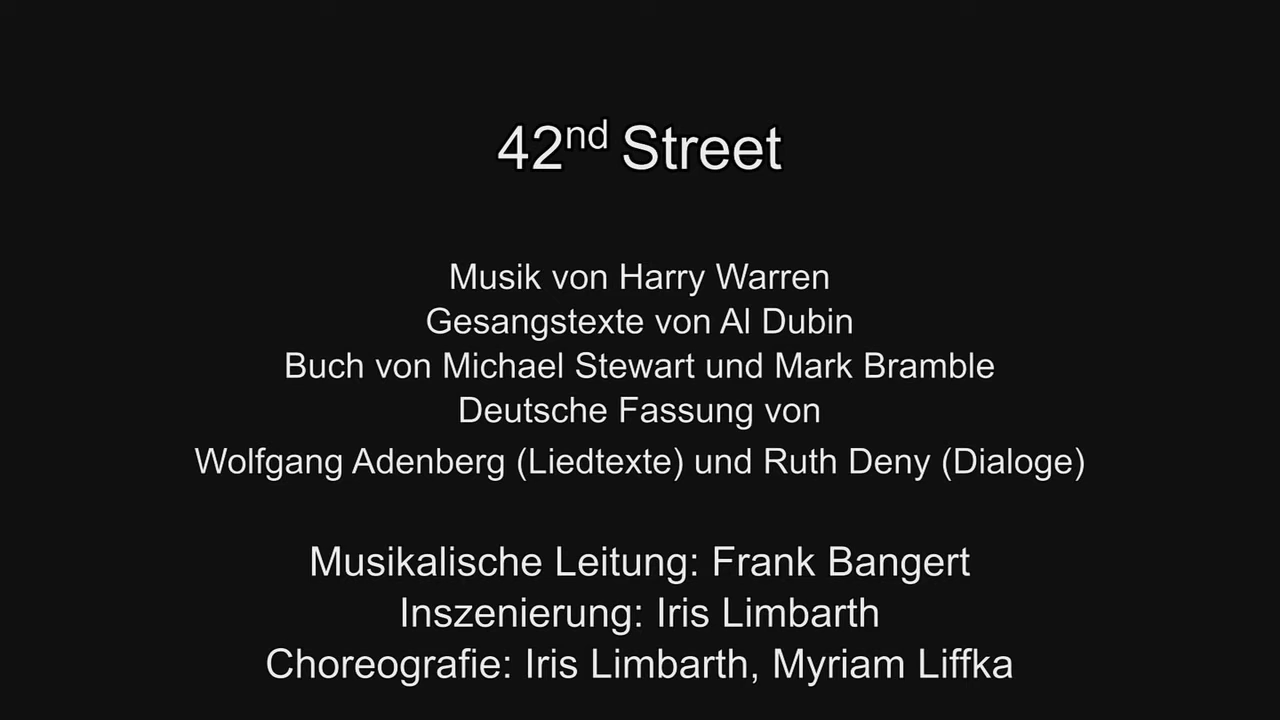 42nd Street
Musik von Harry Warren
Gesangstexte von Al Dubin
Buch von Michael Stewart und Mark Bramble
Deutsche Fassung von
Wolfgang Adenberg (Liedtexte) und Ruth Deny (Dialoge)
Musikalische Leitung: Frank Bangert
Inszenierung: Iris Limbarth
Choreografie: Iris Limbarth, Myriam Liffka